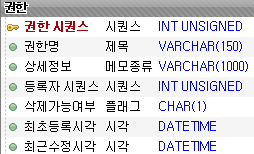 권한
권한 시퀀스 시퀀스 INT UNSIGNED
권한명 제목 VARCHAR(150)
상세정보 메모종류 VARCHAR(1000)
등록자 시퀀스 시퀀스 INT UNSIGNED
삭제가능여부 플래그 CHAR(1)
최초등록시각 시각 DATETIME
최근수정시각 시각 DATETIME